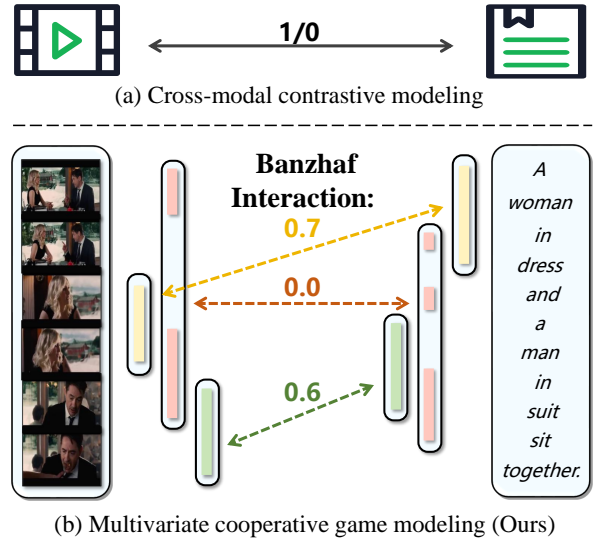 1/0
(a) Cross-modal contrastive modeling
Banzhaf
Interaction:
0.7
0.0
0.6
A
woman
in
dress
and
a
man
in
suit
sit
together.
(b) Multivariate cooperative game modeling (Ours)